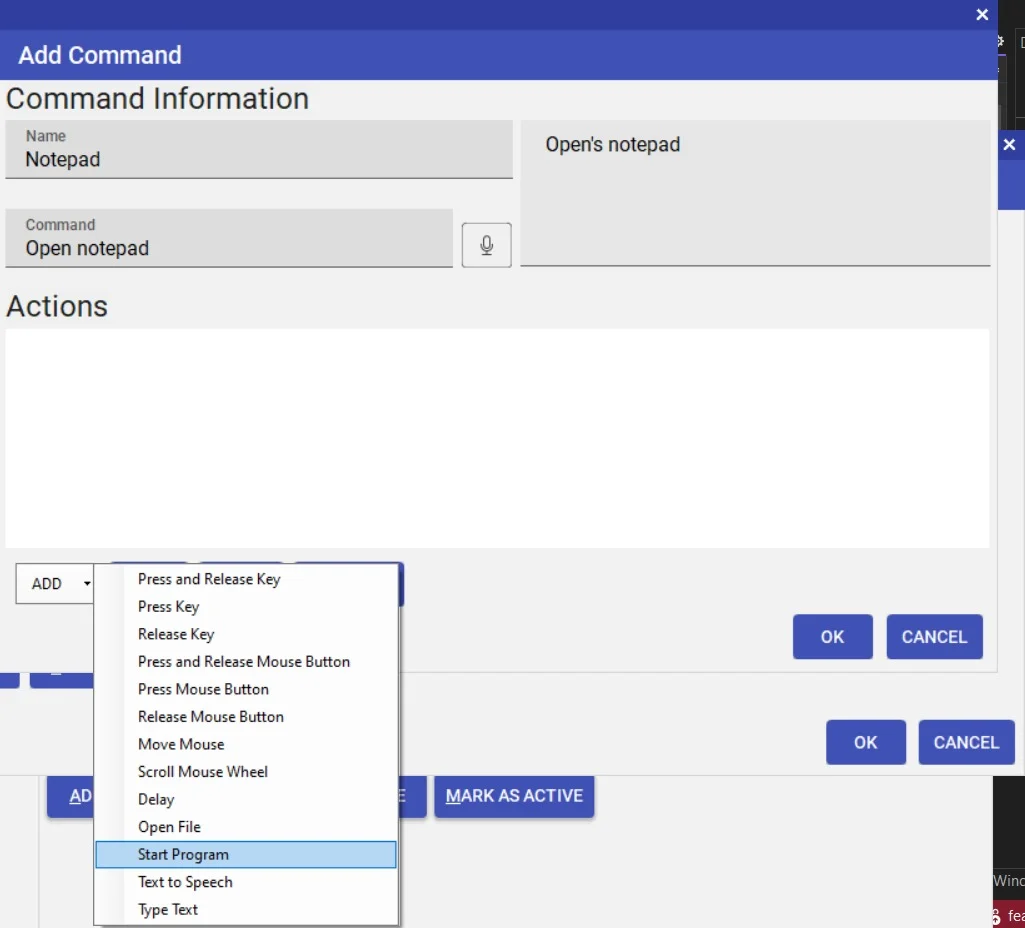 Add Command
Command Information
Name
Notepad
Open's notepad
Command
Open notepad
Actions
ADD
Press and Release Key
Press Key
Release Key
Press and Release Mouse Button
Press Mouse Button
Release Mouse Button
Move Mouse
Scroll Mouse Wheel
Delay
Open File
Start Program
Text to Speech
Type Text
OK CANCEL
OK CANCEL
AD E MARK AS ACTIVE
Winc
fea